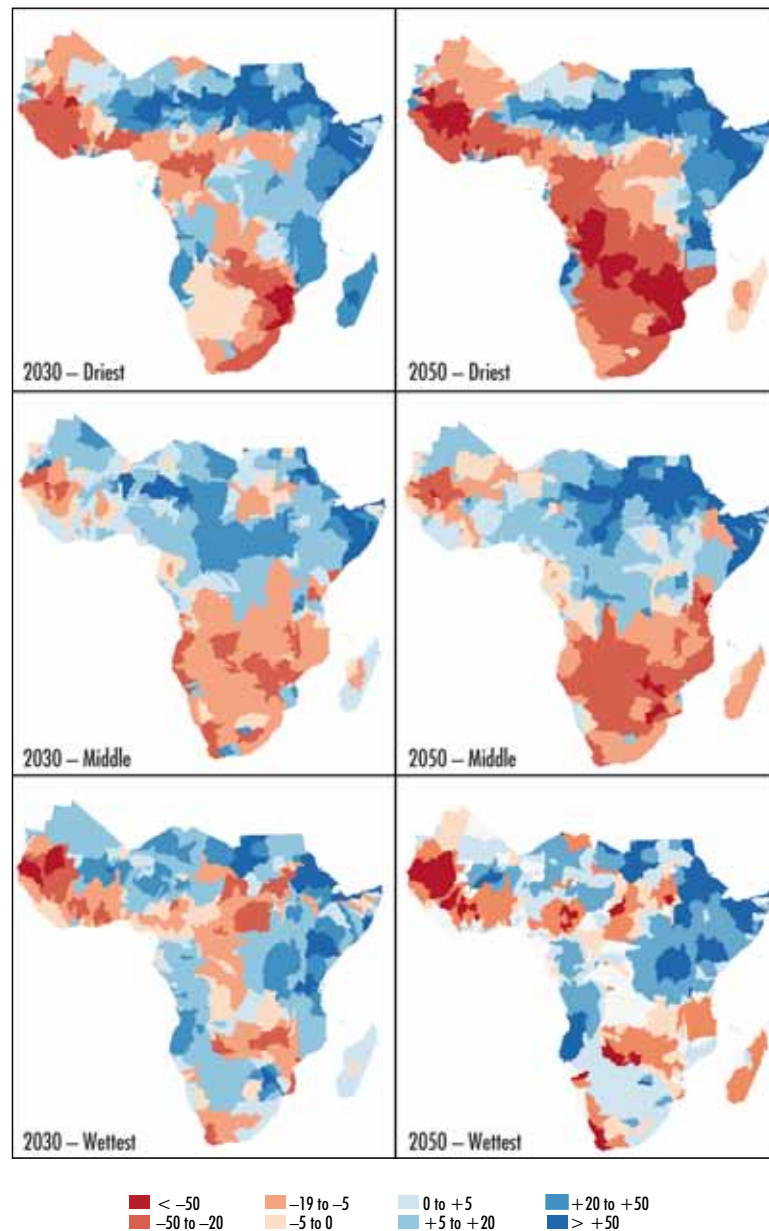 2030 – Driest
2050 – Driest
2030 – Middle
2050 – Middle
2030 – Wettest
2050 – Wettest
< –50
–19 to –5
0 to +5
+20 to +50
–50 to –20
–5 to 0
+5 to +20
> +50